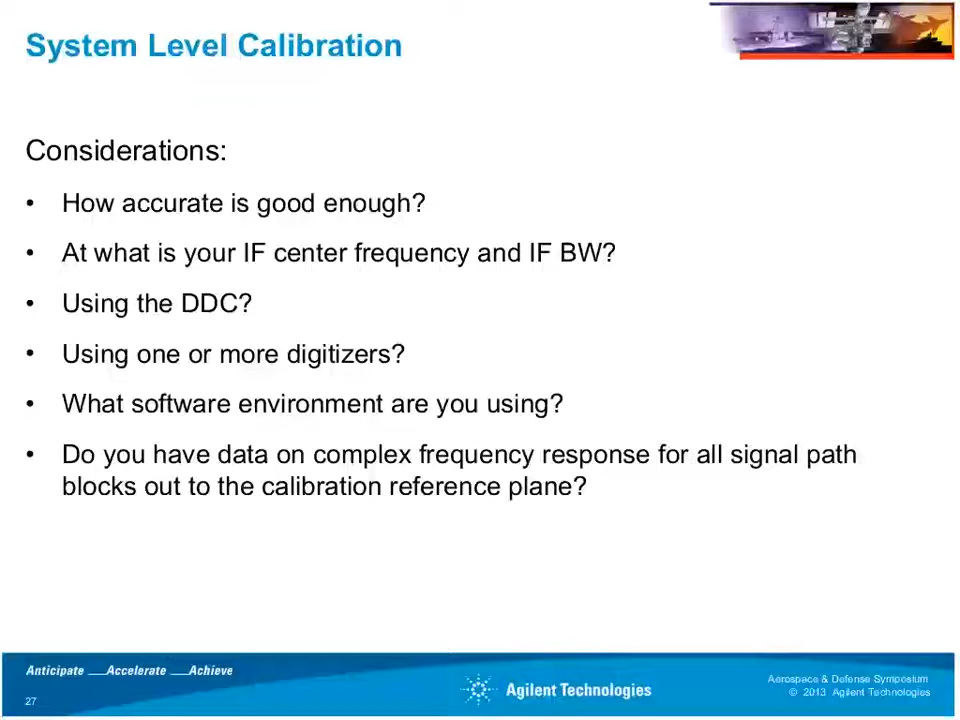 System Level Calibration
Considerations:
• How accurate is good enough?
• At what is your IF center frequency and IF BW?
• Using the DDC?
• Using one or more digitizers?
• What software environment are you using?
• Do you have data on complex frequency response for all signal path
blocks out to the calibration reference plane?
Anticipate Accelerate Achieve
27
Agilent Technologies
Aerospace & Defense Symposium
© 2013 Agilent Technologies